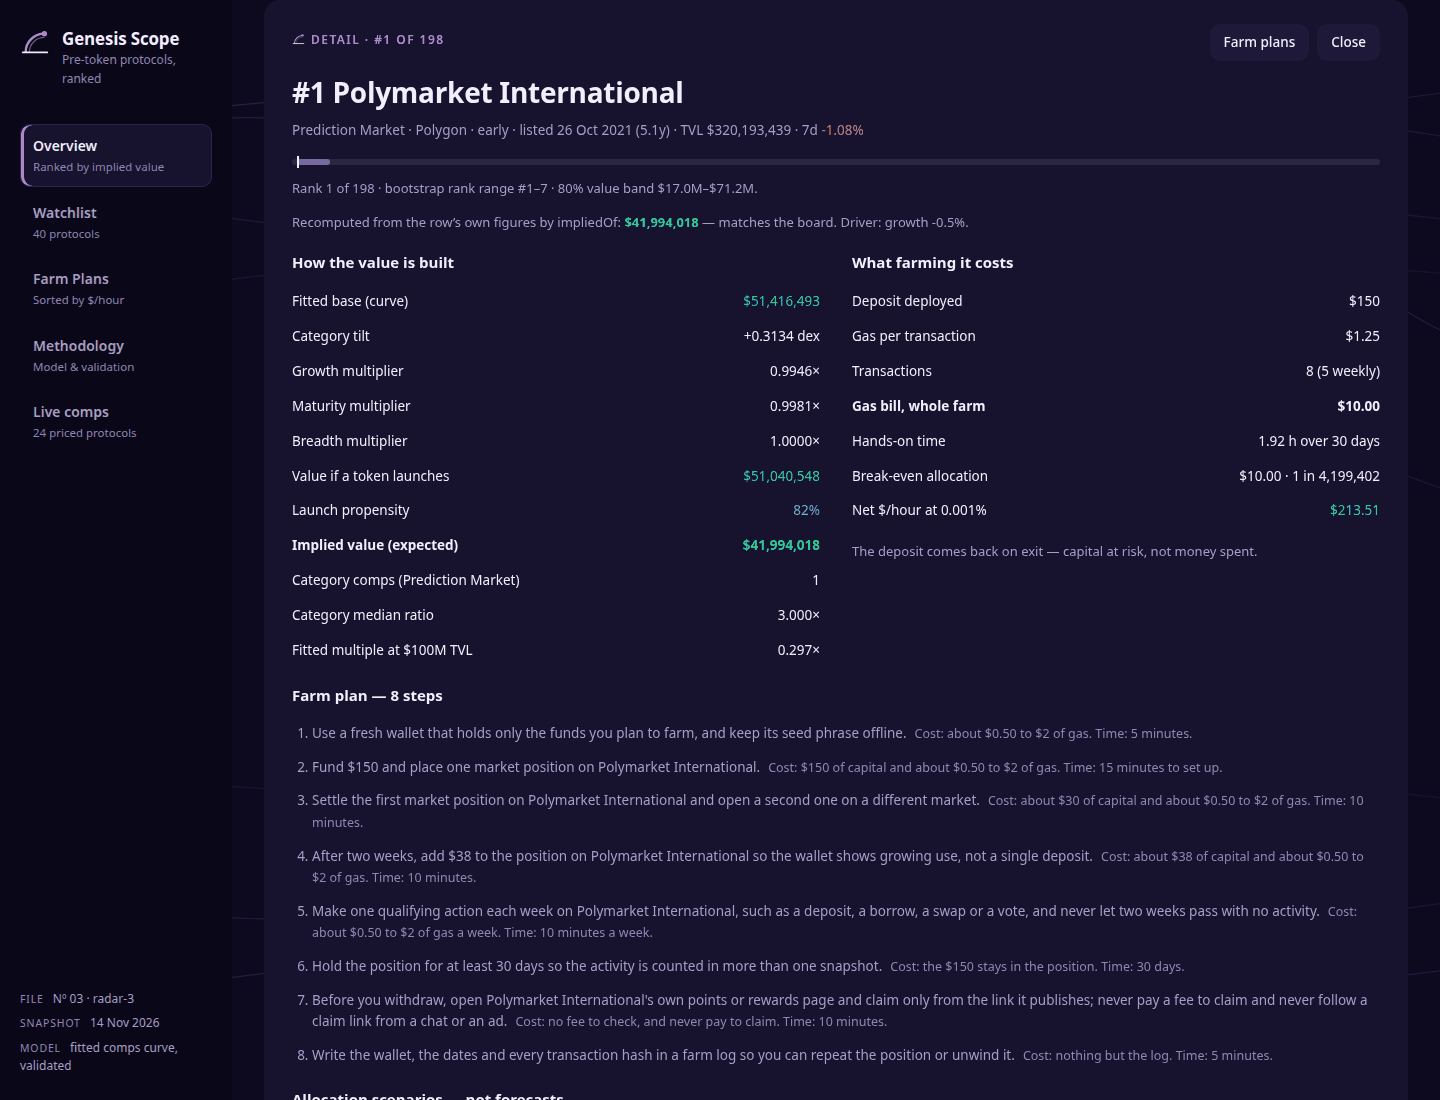 Genesis Scope
Pre-token protocols,
ranked
Overview
Ranked by implied value
Watchlist
40 protocols
Farm Plans
Sorted by $/hour
Methodology
Model & validation
Live comps
24 priced protocols
FILE Nº 03 · radar-3
SNAPSHOT 14 Nov 2026
MODEL fitted comps curve,
validated
DETAIL · #1 OF 198
Farm plans
Close
#1 Polymarket International
Prediction Market · Polygon · early · listed 26 Oct 2021 (5.1y) · TVL $320,193,439 · 7d -1.08%
Rank 1 of 198 · bootstrap rank range #1–7 · 80% value band $17.0M–$71.2M.
Recomputed from the row’s own figures by impliedOf: $41,994,018 — matches the board. Driver: growth -0.5%.
How the value is built
Fitted base (curve) $51,416,493
Category tilt +0.3134 dex
Growth multiplier 0.9946×
Maturity multiplier 0.9981×
Breadth multiplier 1.0000×
Value if a token launches $51,040,548
Launch propensity 82%
Implied value (expected) $41,994,018
Category comps (Prediction Market) 1
Category median ratio 3.000×
Fitted multiple at $100M TVL 0.297×
What farming it costs
Deposit deployed $150
Gas per transaction $1.25
Transactions 8 (5 weekly)
Gas bill, whole farm $10.00
Hands-on time 1.92 h over 30 days
Break-even allocation $10.00 · 1 in 4,199,402
Net $/hour at 0.001% $213.51
The deposit comes back on exit — capital at risk, not money spent.
Farm plan — 8 steps
1. Use a fresh wallet that holds only the funds you plan to farm, and keep its seed phrase offline. Cost: about $0.50 to $2 of gas. Time: 5 minutes.
2. Fund $150 and place one market position on Polymarket International. Cost: $150 of capital and about $0.50 to $2 of gas. Time: 15 minutes to set up.
3. Settle the first market position on Polymarket International and open a second one on a different market. Cost: about $30 of capital and about $0.50 to $2 of gas. Time: 10
minutes.
4. After two weeks, add $38 to the position on Polymarket International so the wallet shows growing use, not a single deposit. Cost: about $38 of capital and about $0.50 to
$2 of gas. Time: 10 minutes.
5. Make one qualifying action each week on Polymarket International, such as a deposit, a borrow, a swap or a vote, and never let two weeks pass with no activity. Cost:
about $0.50 to $2 of gas a week. Time: 10 minutes a week.
6. Hold the position for at least 30 days so the activity is counted in more than one snapshot. Cost: the $150 stays in the position. Time: 30 days.
7. Before you withdraw, open Polymarket International's own points or rewards page and claim only from the link it publishes; never pay a fee to claim and never follow a
claim link from a chat or an ad. Cost: no fee to check, and never pay to claim. Time: 10 minutes.
8. Write the wallet, the dates and every transaction hash in a farm log so you can repeat the position or unwind it. Cost: nothing but the log. Time: 5 minutes.
Allocation scenarios — not forecasts